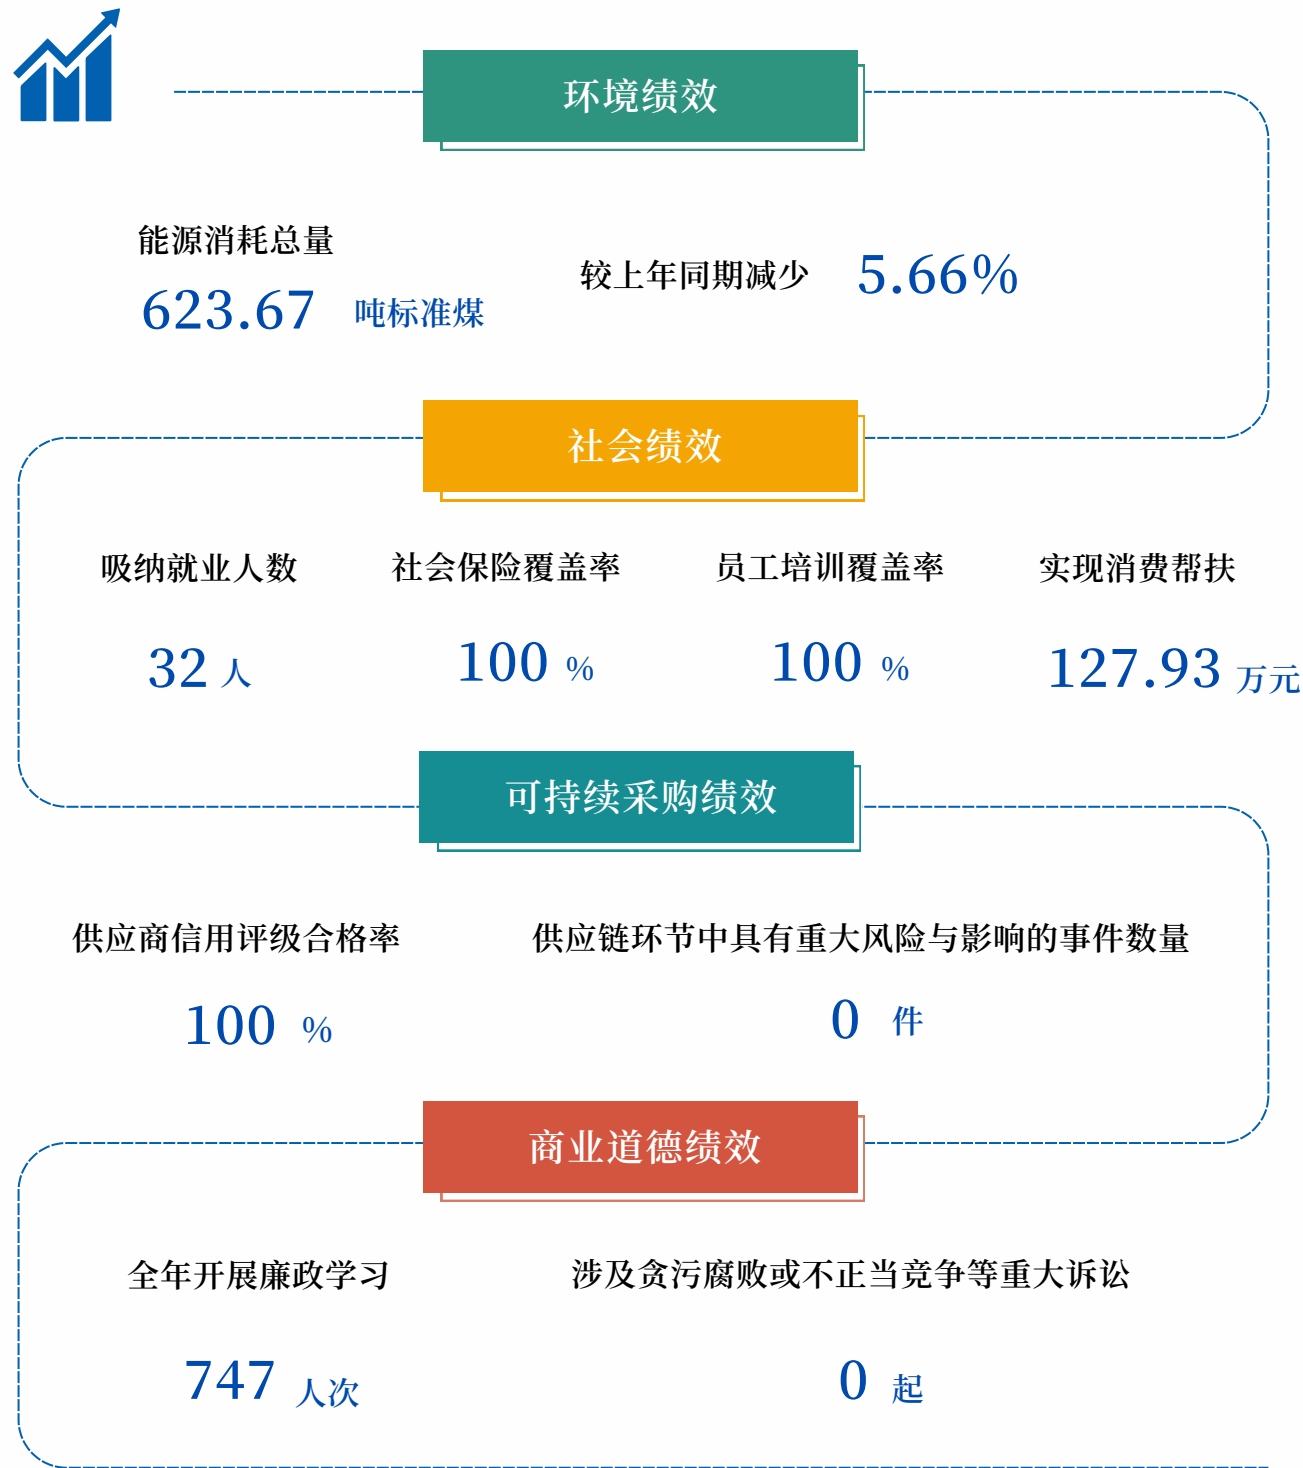 环境绩效
能源消耗总量
623.67 吨标准煤
较上年同期减少 5.66%
社会绩效
吸纳就业人数
32 人
社会保险覆盖率
100 %
员工培训覆盖率
100 %
实现消费帮扶
127.93 万元
可持续采购绩效
供应商信用评级合格率
100 %
供应链环节中具有重大风险与影响的事件数量
0 件
商业道德绩效
全年开展廉政学习
747 人次
涉及贪污腐败或不正当竞争等重大诉讼
0 起